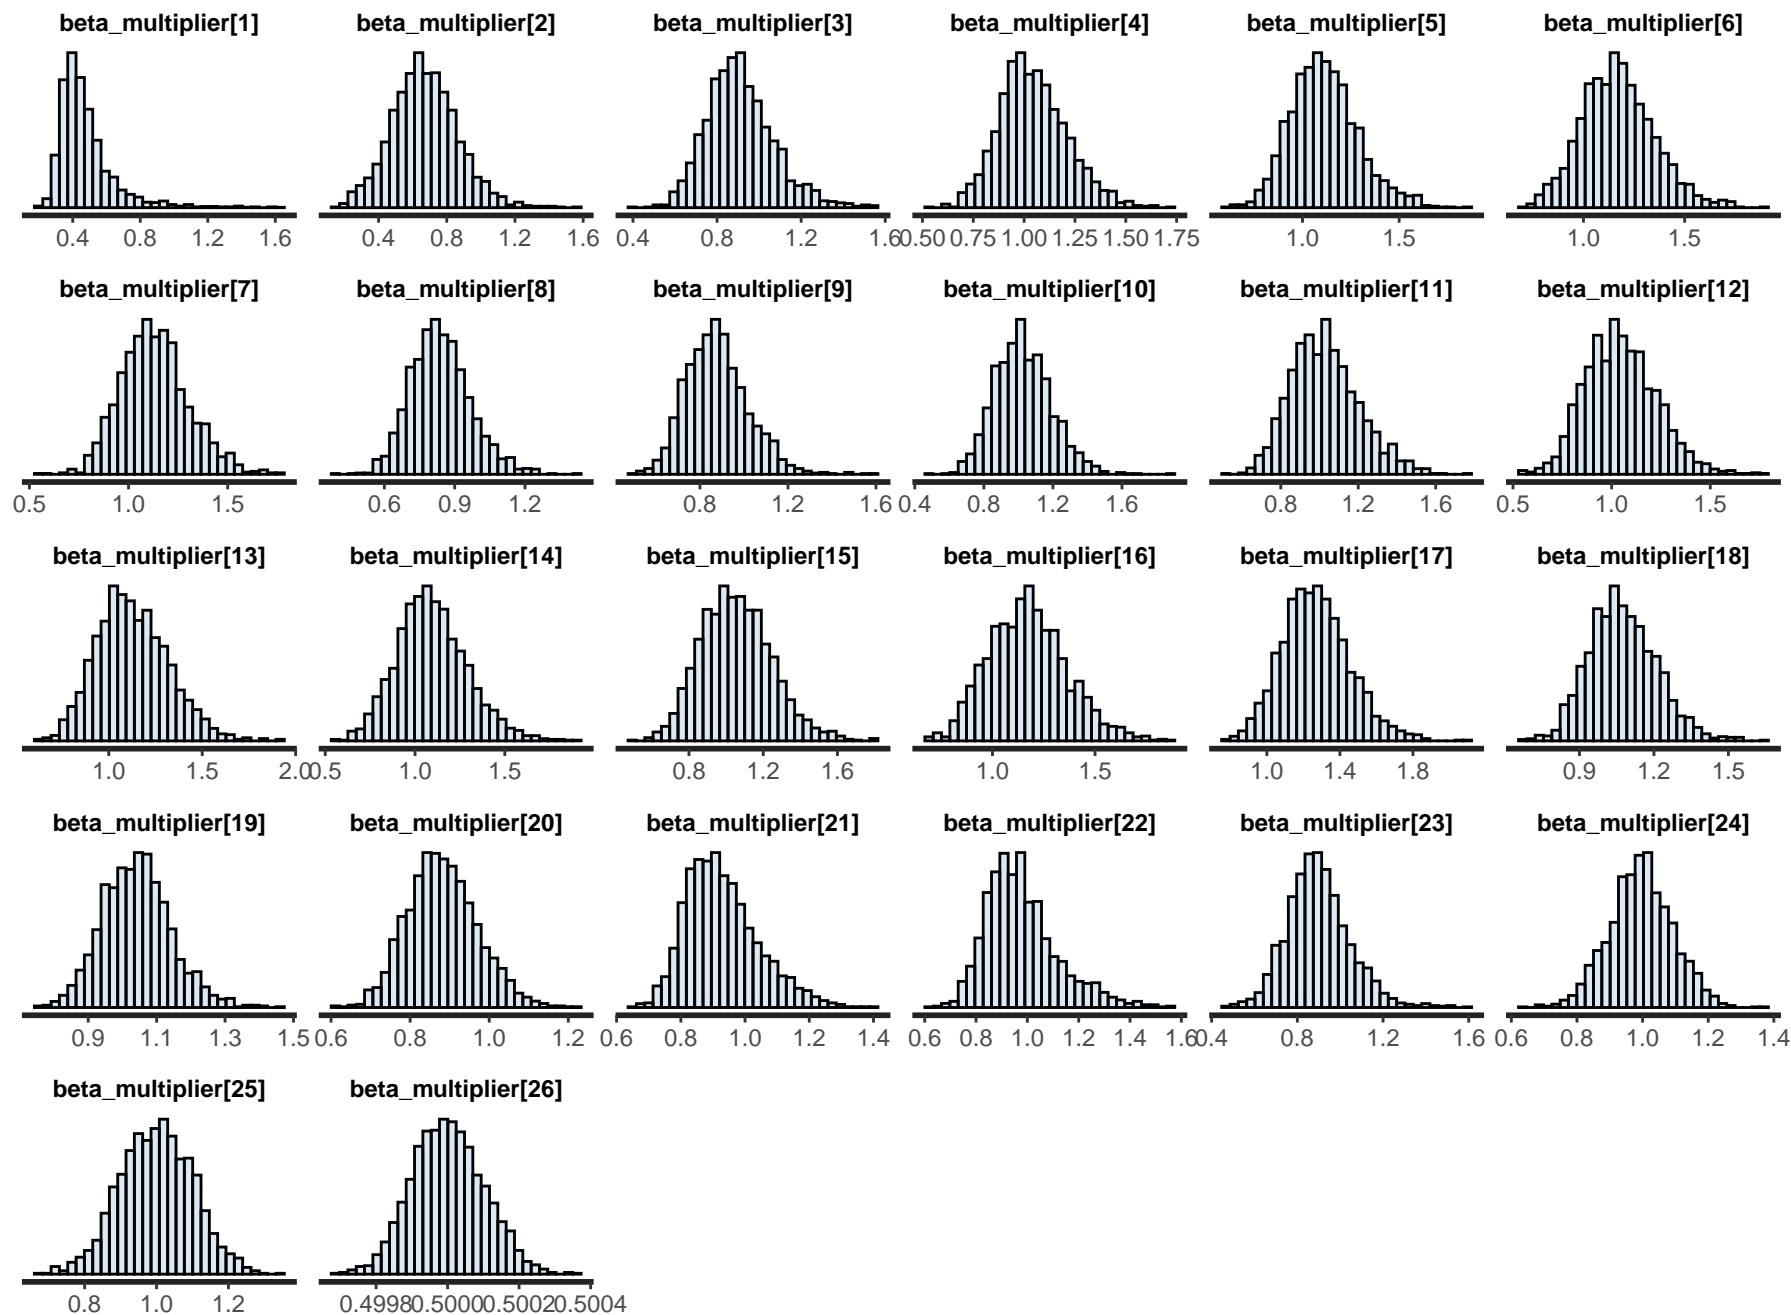 beta_multiplier[1] beta_multiplier[2] beta_multiplier[3] beta_multiplier[4] beta_multiplier[5] beta_multiplier[6]
0.4 0.8 1.2 1.6 0.4 0.8 1.2 1.6 0.4 0.8 1.2 1.6 0.50 0.75 1.00 1.25 1.50 1.75 1.0 1.5 1.0 1.5
beta_multiplier[7] beta_multiplier[8] beta_multiplier[9] beta_multiplier[10] beta_multiplier[11] beta_multiplier[12]
0.5 1.0 1.5 0.6 0.9 1.2 0.8 1.2 1.6 0.4 0.8 1.2 1.6 0.8 1.2 1.6 0.5 1.0 1.5
beta_multiplier[13] beta_multiplier[14] beta_multiplier[15] beta_multiplier[16] beta_multiplier[17] beta_multiplier[18]
1.0 1.5 2.0 0.5 1.0 1.5 0.8 1.2 1.6 1.0 1.5 1.0 1.4 1.8 0.9 1.2 1.5
beta_multiplier[19] beta_multiplier[20] beta_multiplier[21] beta_multiplier[22] beta_multiplier[23] beta_multiplier[24]
0.9 1.1 1.3 1.5 0.6 0.8 1.0 1.2 0.6 0.8 1.0 1.2 1.4 0.6 0.8 1.0 1.2 1.4 1.6 0.4 0.8 1.2 1.6 0.6 0.8 1.0 1.2 1.4
beta_multiplier[25] beta_multiplier[26]
0.8 1.0 1.2 0.4998 0.5000 0.5002 0.5004